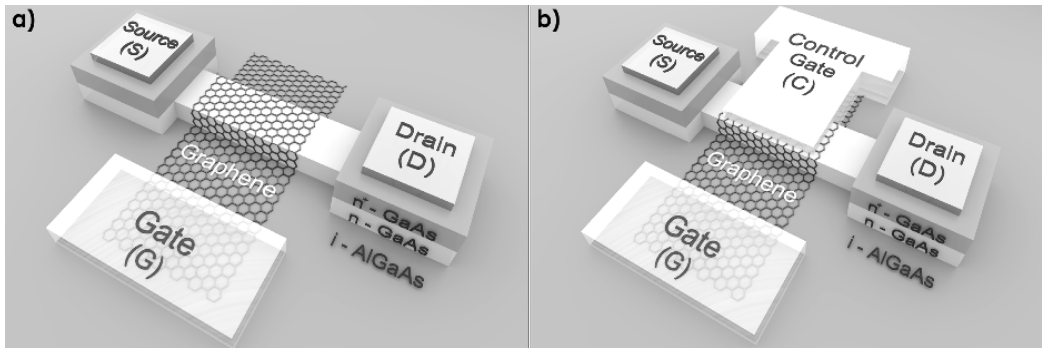 a)
Source
(S)
Graphene
Drain
(D)
Gate
(G)
n+ - GaAs
n - GaAs
i - AlGaAs
b)
Source
(S)
Control
Gate
(C)
Graphene
Drain
(D)
Gate
(G)
n+ - GaAs
n - GaAs
i - AlGaAs